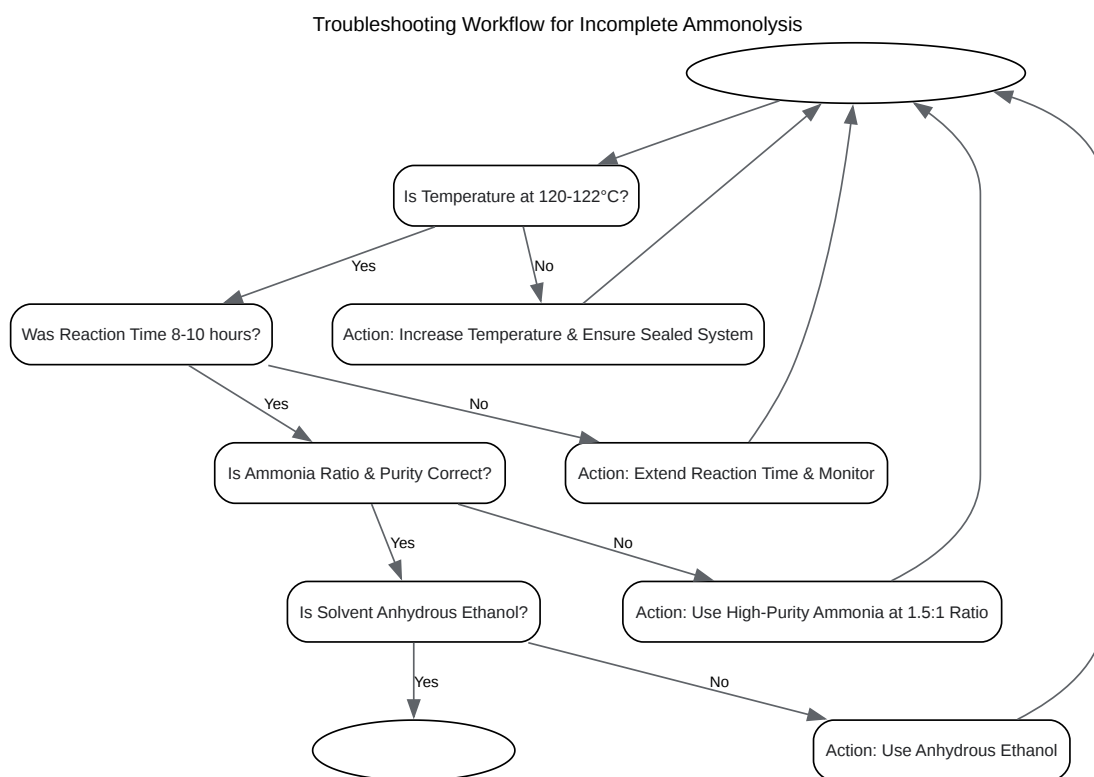 Troubleshooting Workflow for Incomplete Ammonolysis
Is Temperature at 120-122°C?
Yes
No
Was Reaction Time 8-10 hours?
Action: Increase Temperature & Ensure Sealed System
Yes
No
Is Ammonia Ratio & Purity Correct?
Action: Extend Reaction Time & Monitor
Yes
No
Is Solvent Anhydrous Ethanol?
Action: Use High-Purity Ammonia at 1.5:1 Ratio
Yes
No
Action: Use Anhydrous Ethanol